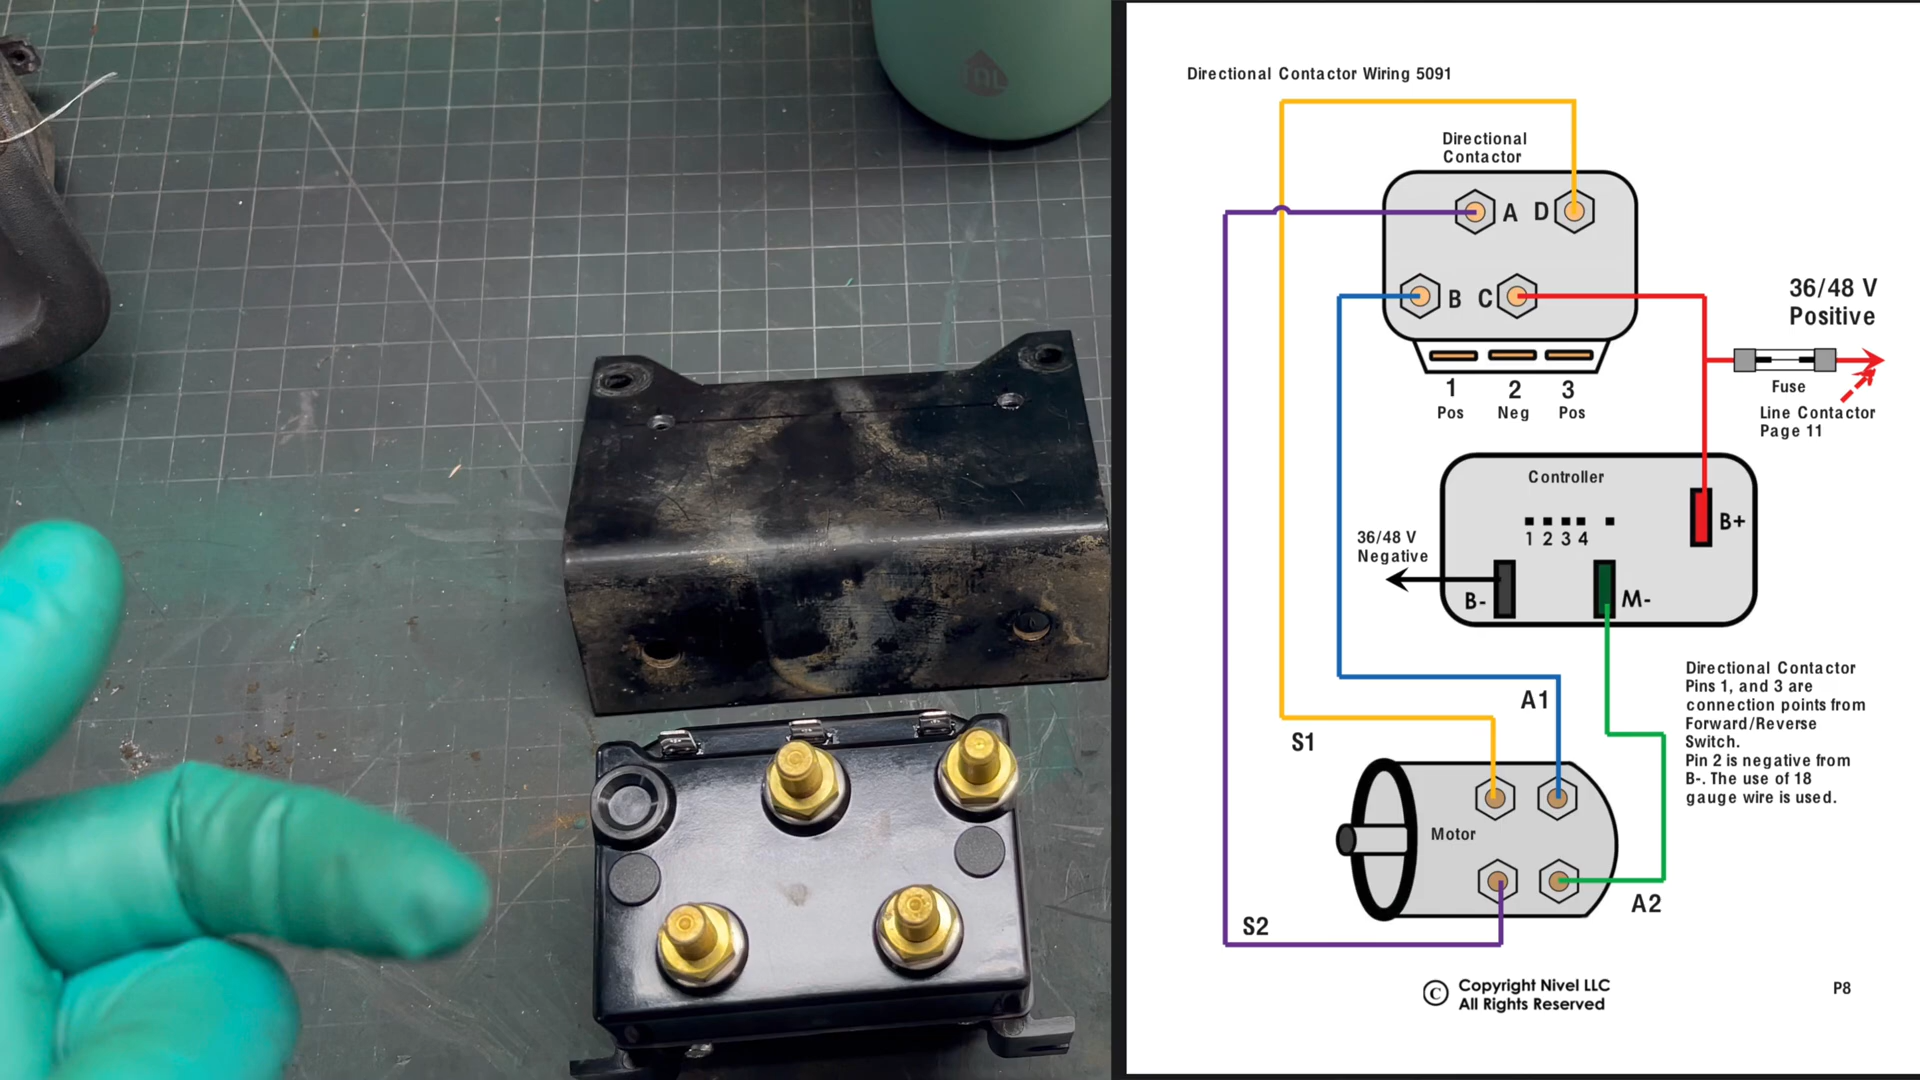 Directional Contactor Wiring 5091
Directional
Contactor
A D
B C
1 2 3
Pos Neg Pos
36/48 V
Positive
Fuse
Line Contactor
Page 11
Controller
1 2 3 4
B+
36/48 V
Negative
B-
M-
Directional Contactor
Pins 1, and 3 are
connection points from
Forward/Reverse
Switch.
Pin 2 is negative from
B-. The use of 18
gauge wire is used.
A1
S1
Motor
A2
S2
© Copyright Nivel LLC
All Rights Reserved
P8